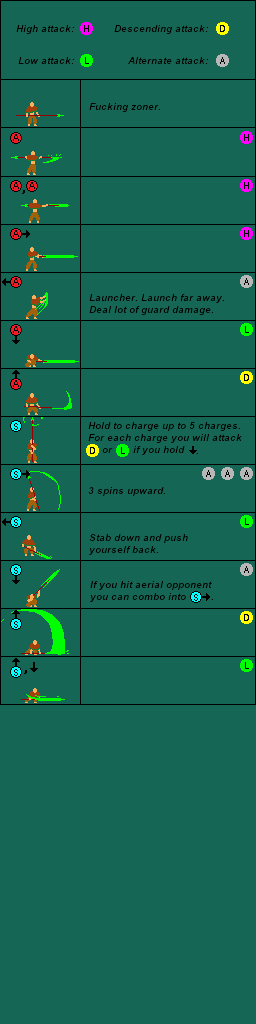 High attack: H Descending attack: D
Low attack: L Alternate attack: A
Fucking zoner.
A H
A, A H
A H
A A
Launcher. Launch far away.
Deal lot of guard damage.
A L
A D
S Hold to charge up to 5 charges.
For each charge you will attack
D or L if you hold ↓.
S A A A
3 spins upward.
S L
Stab down and push
yourself back.
S A
If you hit aerial opponent
you can combo into S→.
S D
S, L